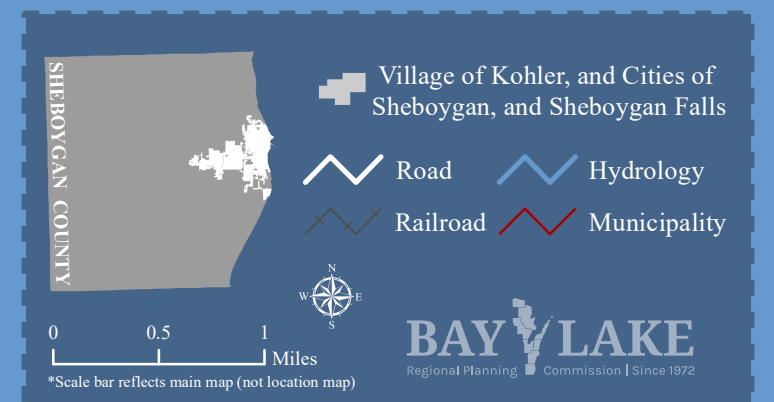 SHEBOYGAN COUNTY
Village of Kohler, and Cities of
Sheboygan, and Sheboygan Falls
Road
Hydrology
Railroad
Municipality
N
W E
S
0 0.5 1
Miles
*Scale bar reflects main map (not location map)
BAY LAKE
Regional Planning Commission | Since 1972